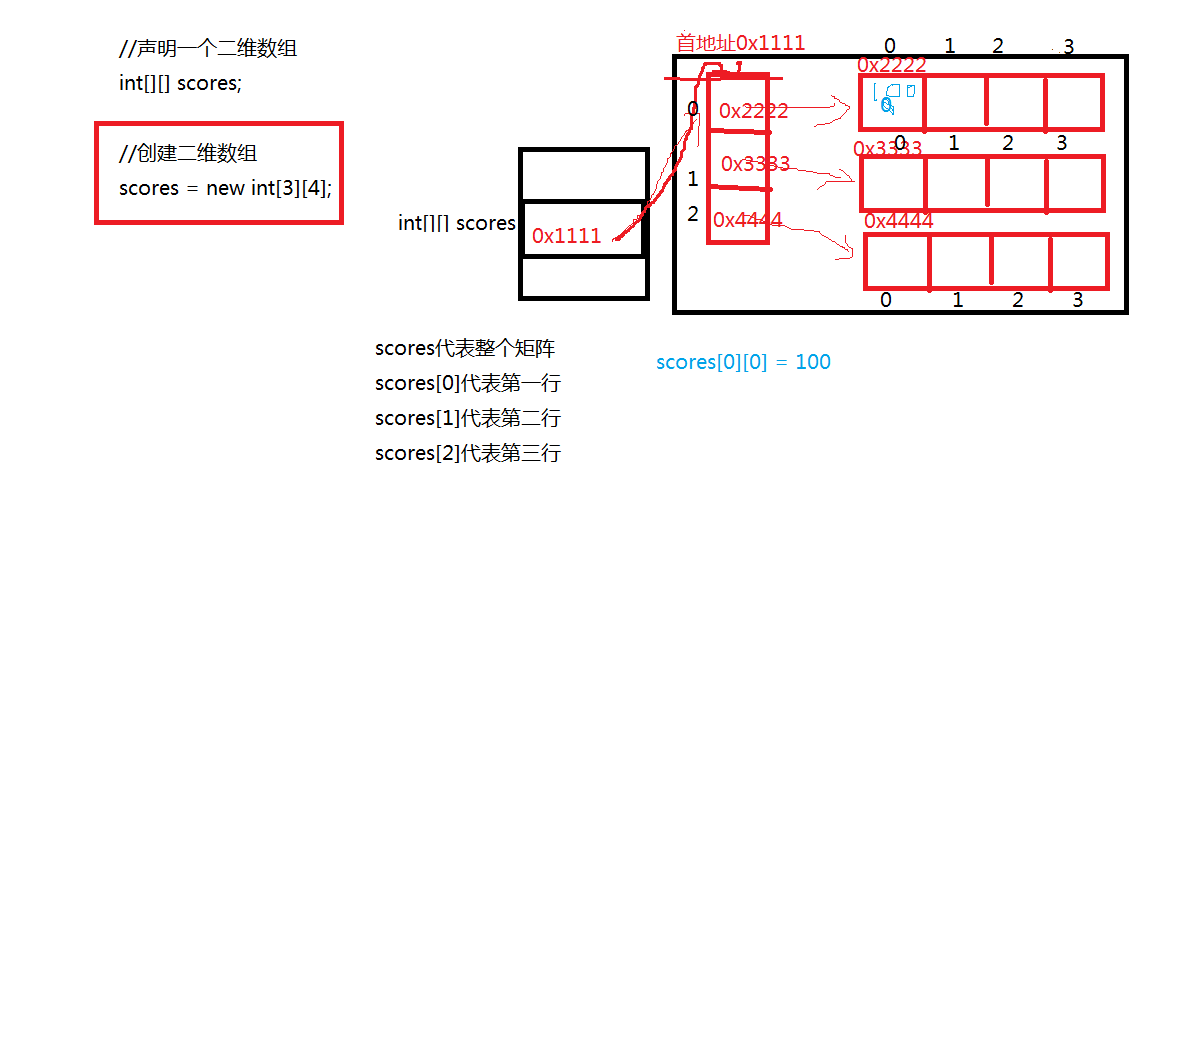 //声明一个二维数组
int[][] scores;
//创建二维数组
scores = new int[3][4];
首地址0x1111
0 1 2 3
0x2222
0 0x2222
100
0
0 1 2 3
0x3333
1 0x3333
2 0x4444
0x4444
int[][] scores
0x1111
0 1 2 3
scores代表整个矩阵
scores[0]代表第一行
scores[1]代表第二行
scores[2]代表第三行
scores[0][0] = 100